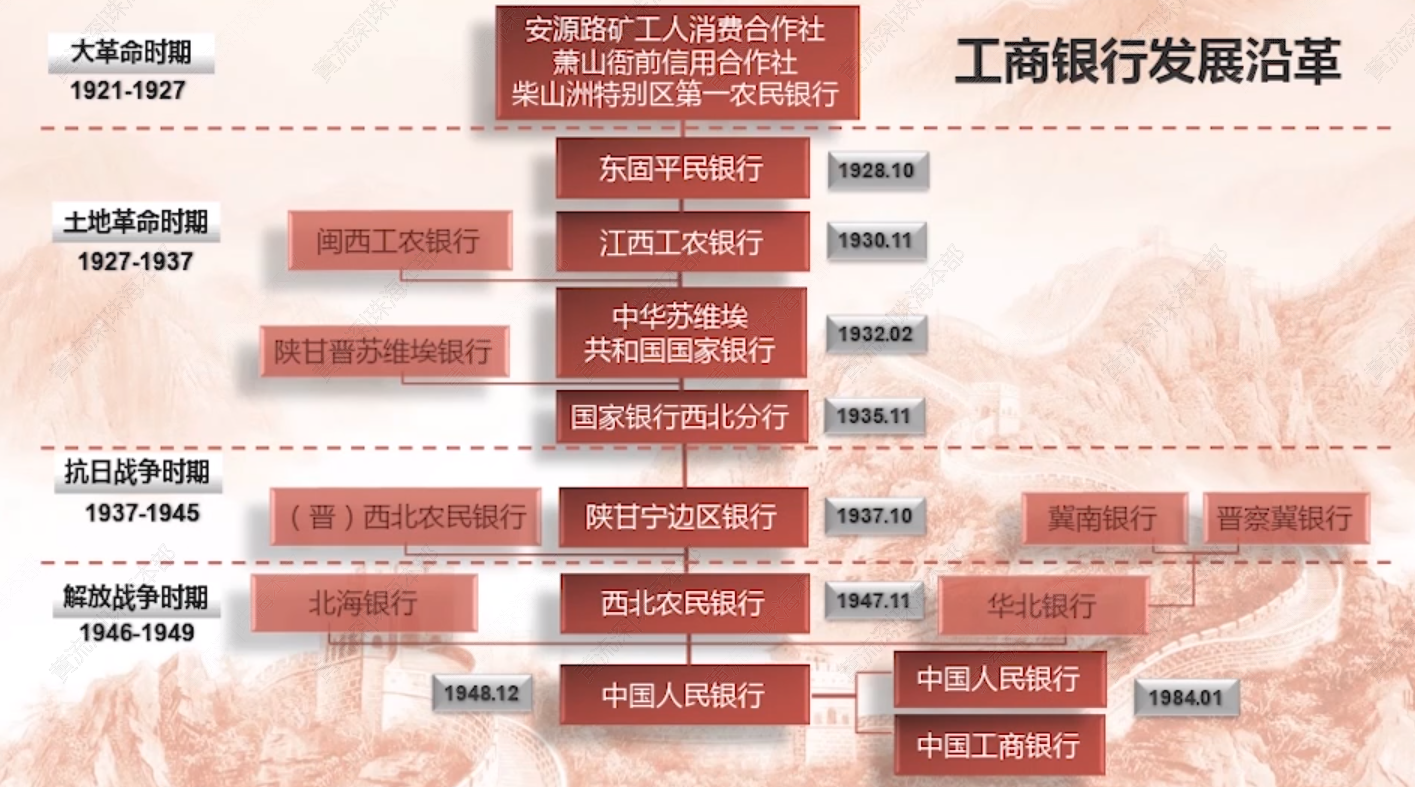 安源路矿工人消费合作社
萧山衙前信用合作社
柴山洲特别区第一农民银行
工商银行发展沿革
大革命时期
1921-1927
东固平民银行
1928.10
土地革命时期
1927-1937
闽西工农银行
江西工农银行
1930.11
中华苏维埃
共和国国家银行
1932.02
陕甘晋苏维埃银行
国家银行西北分行
1935.11
抗日战争时期
1937-1945
（晋）西北农民银行
陕甘宁边区银行
1937.10
冀南银行
晋察冀银行
解放战争时期
1946-1949
北海银行
西北农民银行
1947.11
华北银行
1948.12
中国人民银行
中国人民银行
1984.01
中国工商银行